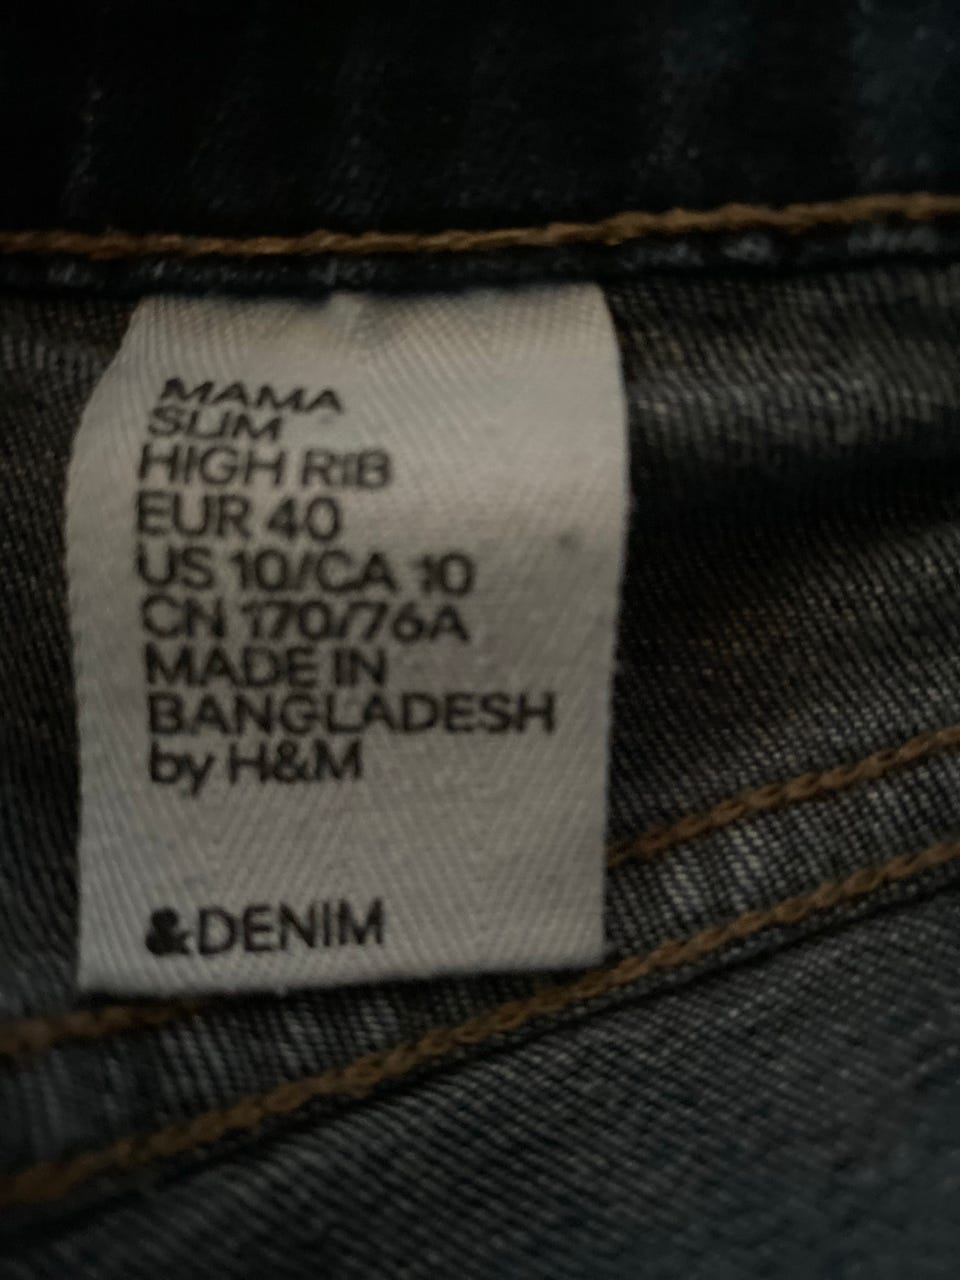 MAMA
SLIM
HIGH RIB
EUR 40
US 10/CA 10
CN 170/76A
MADE IN
BANGLADESH
by H&M
&DENIM